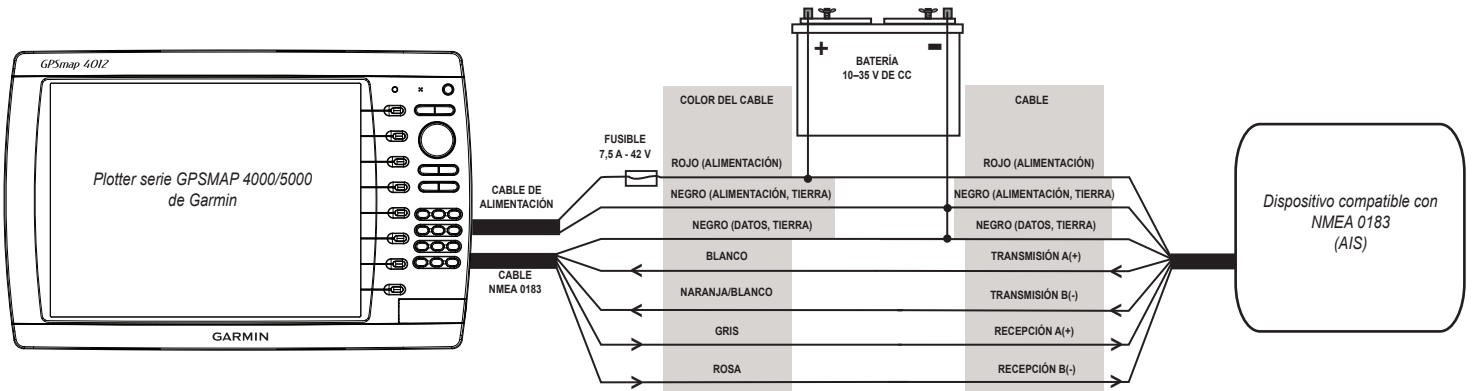 GPSmap 4012
Plotter serie GPSMAP 4000/5000
de Garmin
GARMIN
CABLE DE
ALIMENTACIÓN
CABLE
NMEA 0183
FUSIBLE
7,5 A - 42 V
+ -
BATERÍA
10–35 V DE CC
COLOR DEL CABLE
CABLE
ROJO (ALIMENTACIÓN)
ROJO (ALIMENTACIÓN)
NEGRO (ALIMENTACIÓN, TIERRA)
NEGRO (ALIMENTACIÓN, TIERRA)
NEGRO (DATOS, TIERRA)
NEGRO (DATOS, TIERRA)
BLANCO
TRANSMISIÓN A(+)
NARANJA/BLANCO
TRANSMISIÓN B(-)
GRIS
RECEPCIÓN A(+)
ROSA
RECEPCIÓN B(-)
Dispositivo compatible con
NMEA 0183
(AIS)